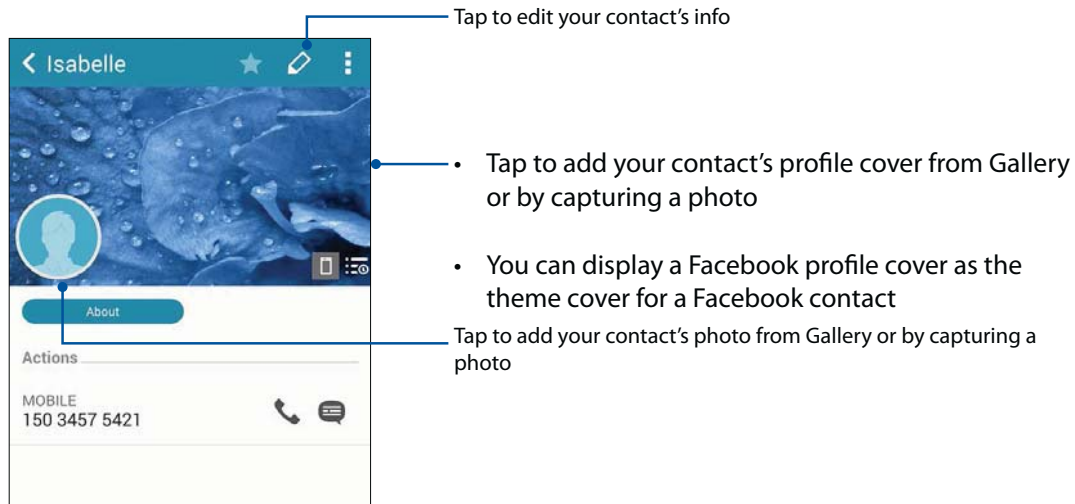 Tap to edit your contact's info
Isabelle
• Tap to add your contact's profile cover from Gallery
or by capturing a photo
• You can display a Facebook profile cover as the
theme cover for a Facebook contact
About
Tap to add your contact's photo from Gallery or by capturing a
photo
Actions
MOBILE
150 3457 5421